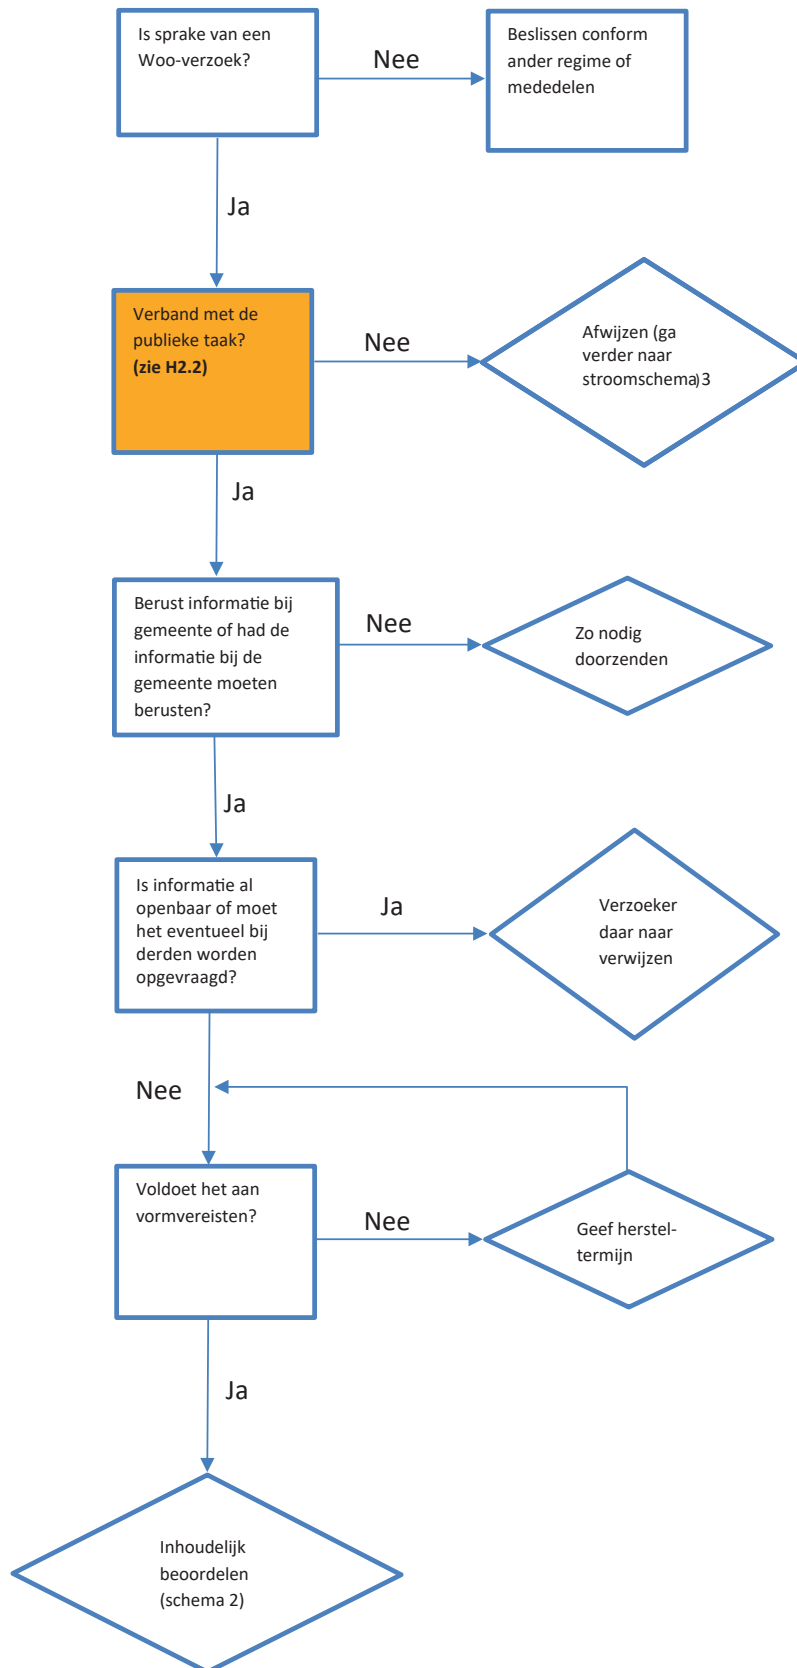 Is sprake van een
Woo-verzoek?
Nee
Beslissen conform
ander regime of
mededelen
Ja
Verband met de
publieke taak?
(zie H2.2)
Nee
Afwijzen (ga
verder naar
stroomschema)3
Ja
Berust informatie bij
gemeente of had de
informatie bij de
gemeente moeten
berusten?
Nee
Zo nodig
doorzenden
Ja
Is informatie al
openbaar of moet
het eventueel bij
derden worden
opgevraagd?
Ja
Verzoeker
daar naar
verwijzen
Nee
Voldoet het aan
vormvereisten?
Nee
Geef herstel-
termijn
Ja
Inhoudelijk
beoordelen
(schema 2)